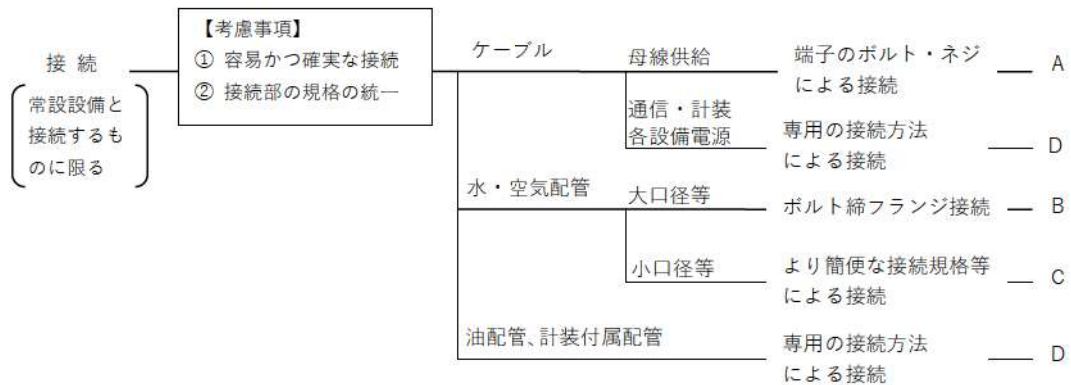 接 続
常設設備と
接続するも
のに限る
【考慮事項】
① 容易かつ確実な接続
② 接続部の規格の統一
ケーブル
母線供給
端子のボルト・ネジ
による接続
A
通信・計装
各設備電源
専用の接続方法
による接続
D
水・空気配管
大口径等
ボルト締フランジ接続
B
小口径等
より簡便な接続規格等
による接続
C
油配管、計装付属配管
専用の接続方法
による接続
D